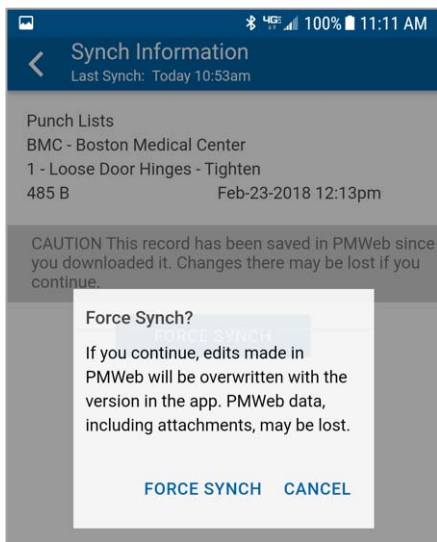 4GE 100% 11:11 AM
Synch Information
Last Synch: Today 10:53am
Punch Lists
BMC - Boston Medical Center
1 - Loose Door Hinges - Tighten
485 B Feb-23-2018 12:13pm
CAUTION This record has been saved in PMWeb since
you downloaded it. Changes there may be lost if you
continue.
FORCE SYNCH
Force Synch?
If you continue, edits made in
PMWeb will be overwritten with the
version in the app. PMWeb data,
including attachments, may be lost.
FORCE SYNCH CANCEL